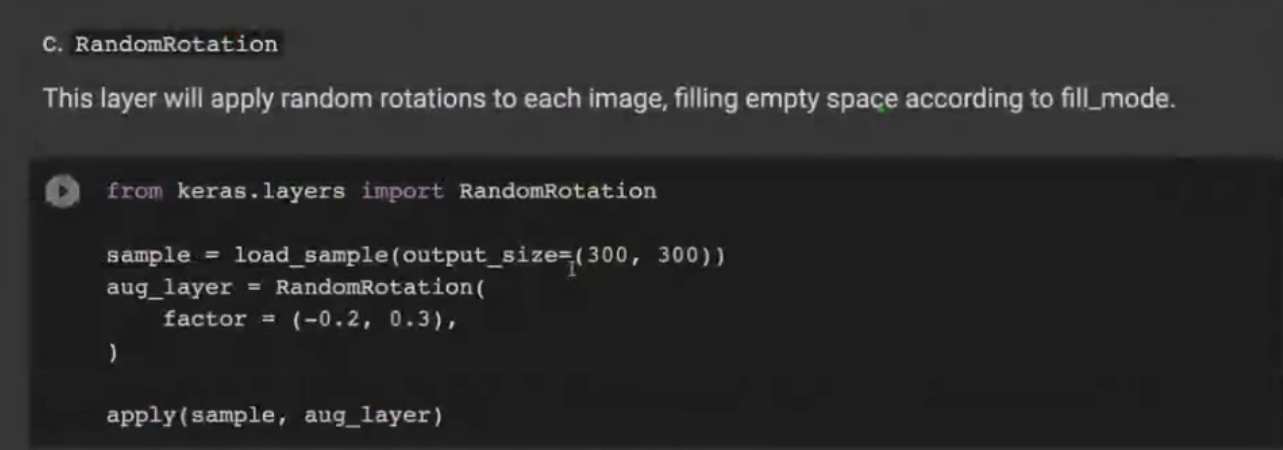 C. RandomRotation
This layer will apply random rotations to each image, filling empty space according to fill_mode.
from keras.layers import RandomRotation
sample = load_sample(output_size=(300, 300))
aug_layer = RandomRotation(
    factor = (-0.2, 0.3),
)
apply(sample, aug_layer)